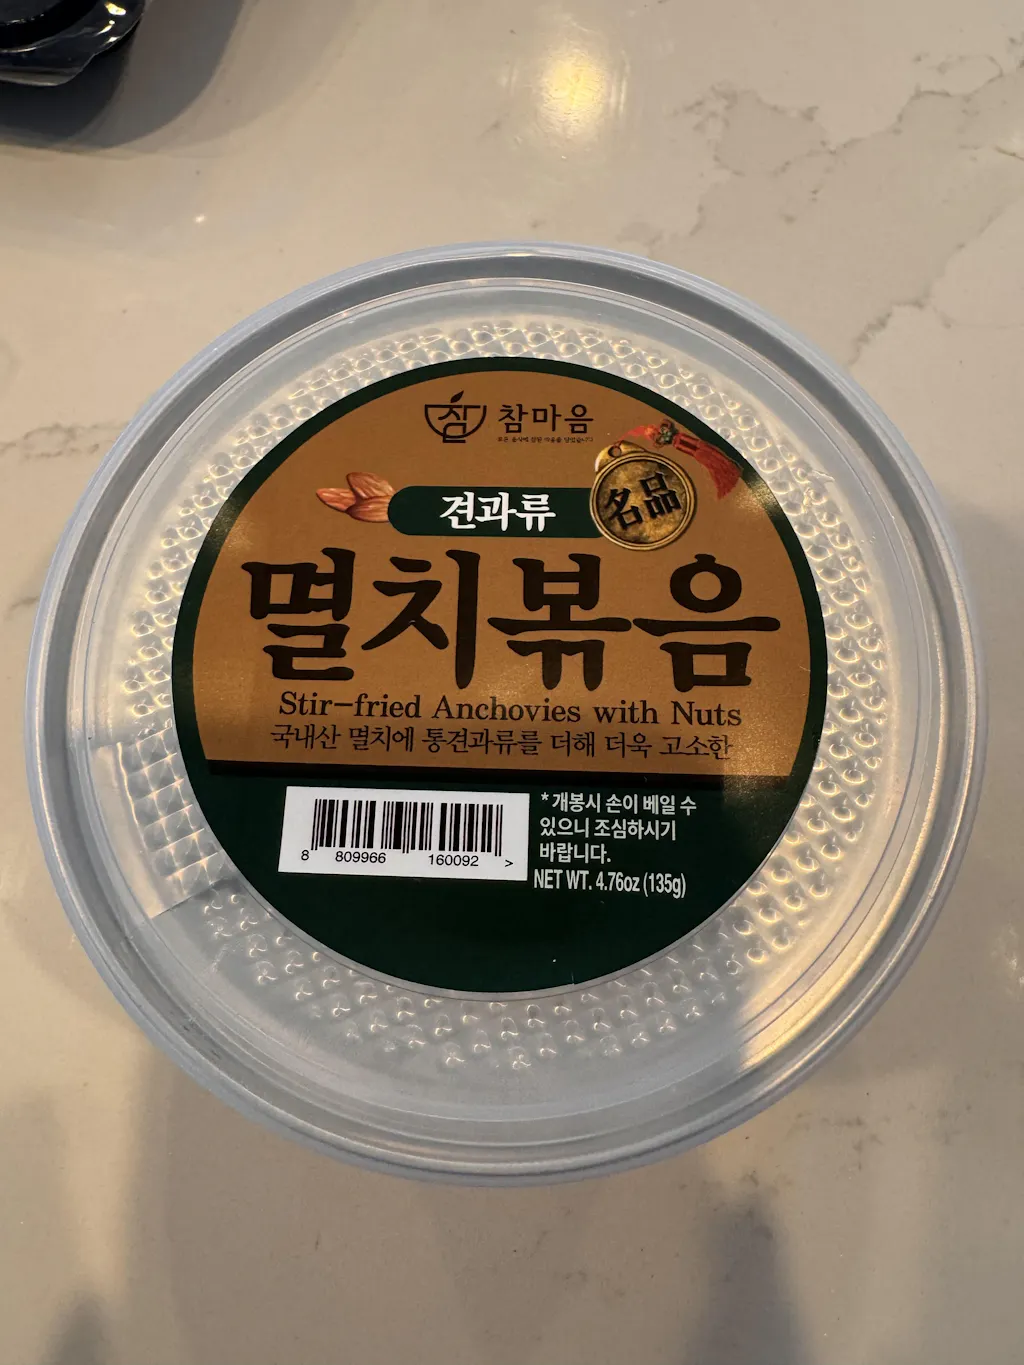 참
참마음
견과류
名品
멸치볶음
Stir-fried Anchovies with Nuts
국내산 멸치에 통견과류를 더해 더욱 고소한
* 개봉시 손이 베일 수
있으니 조심하시기
바랍니다.
NET WT. 4.76oz (135g)
8 809966 160092 >